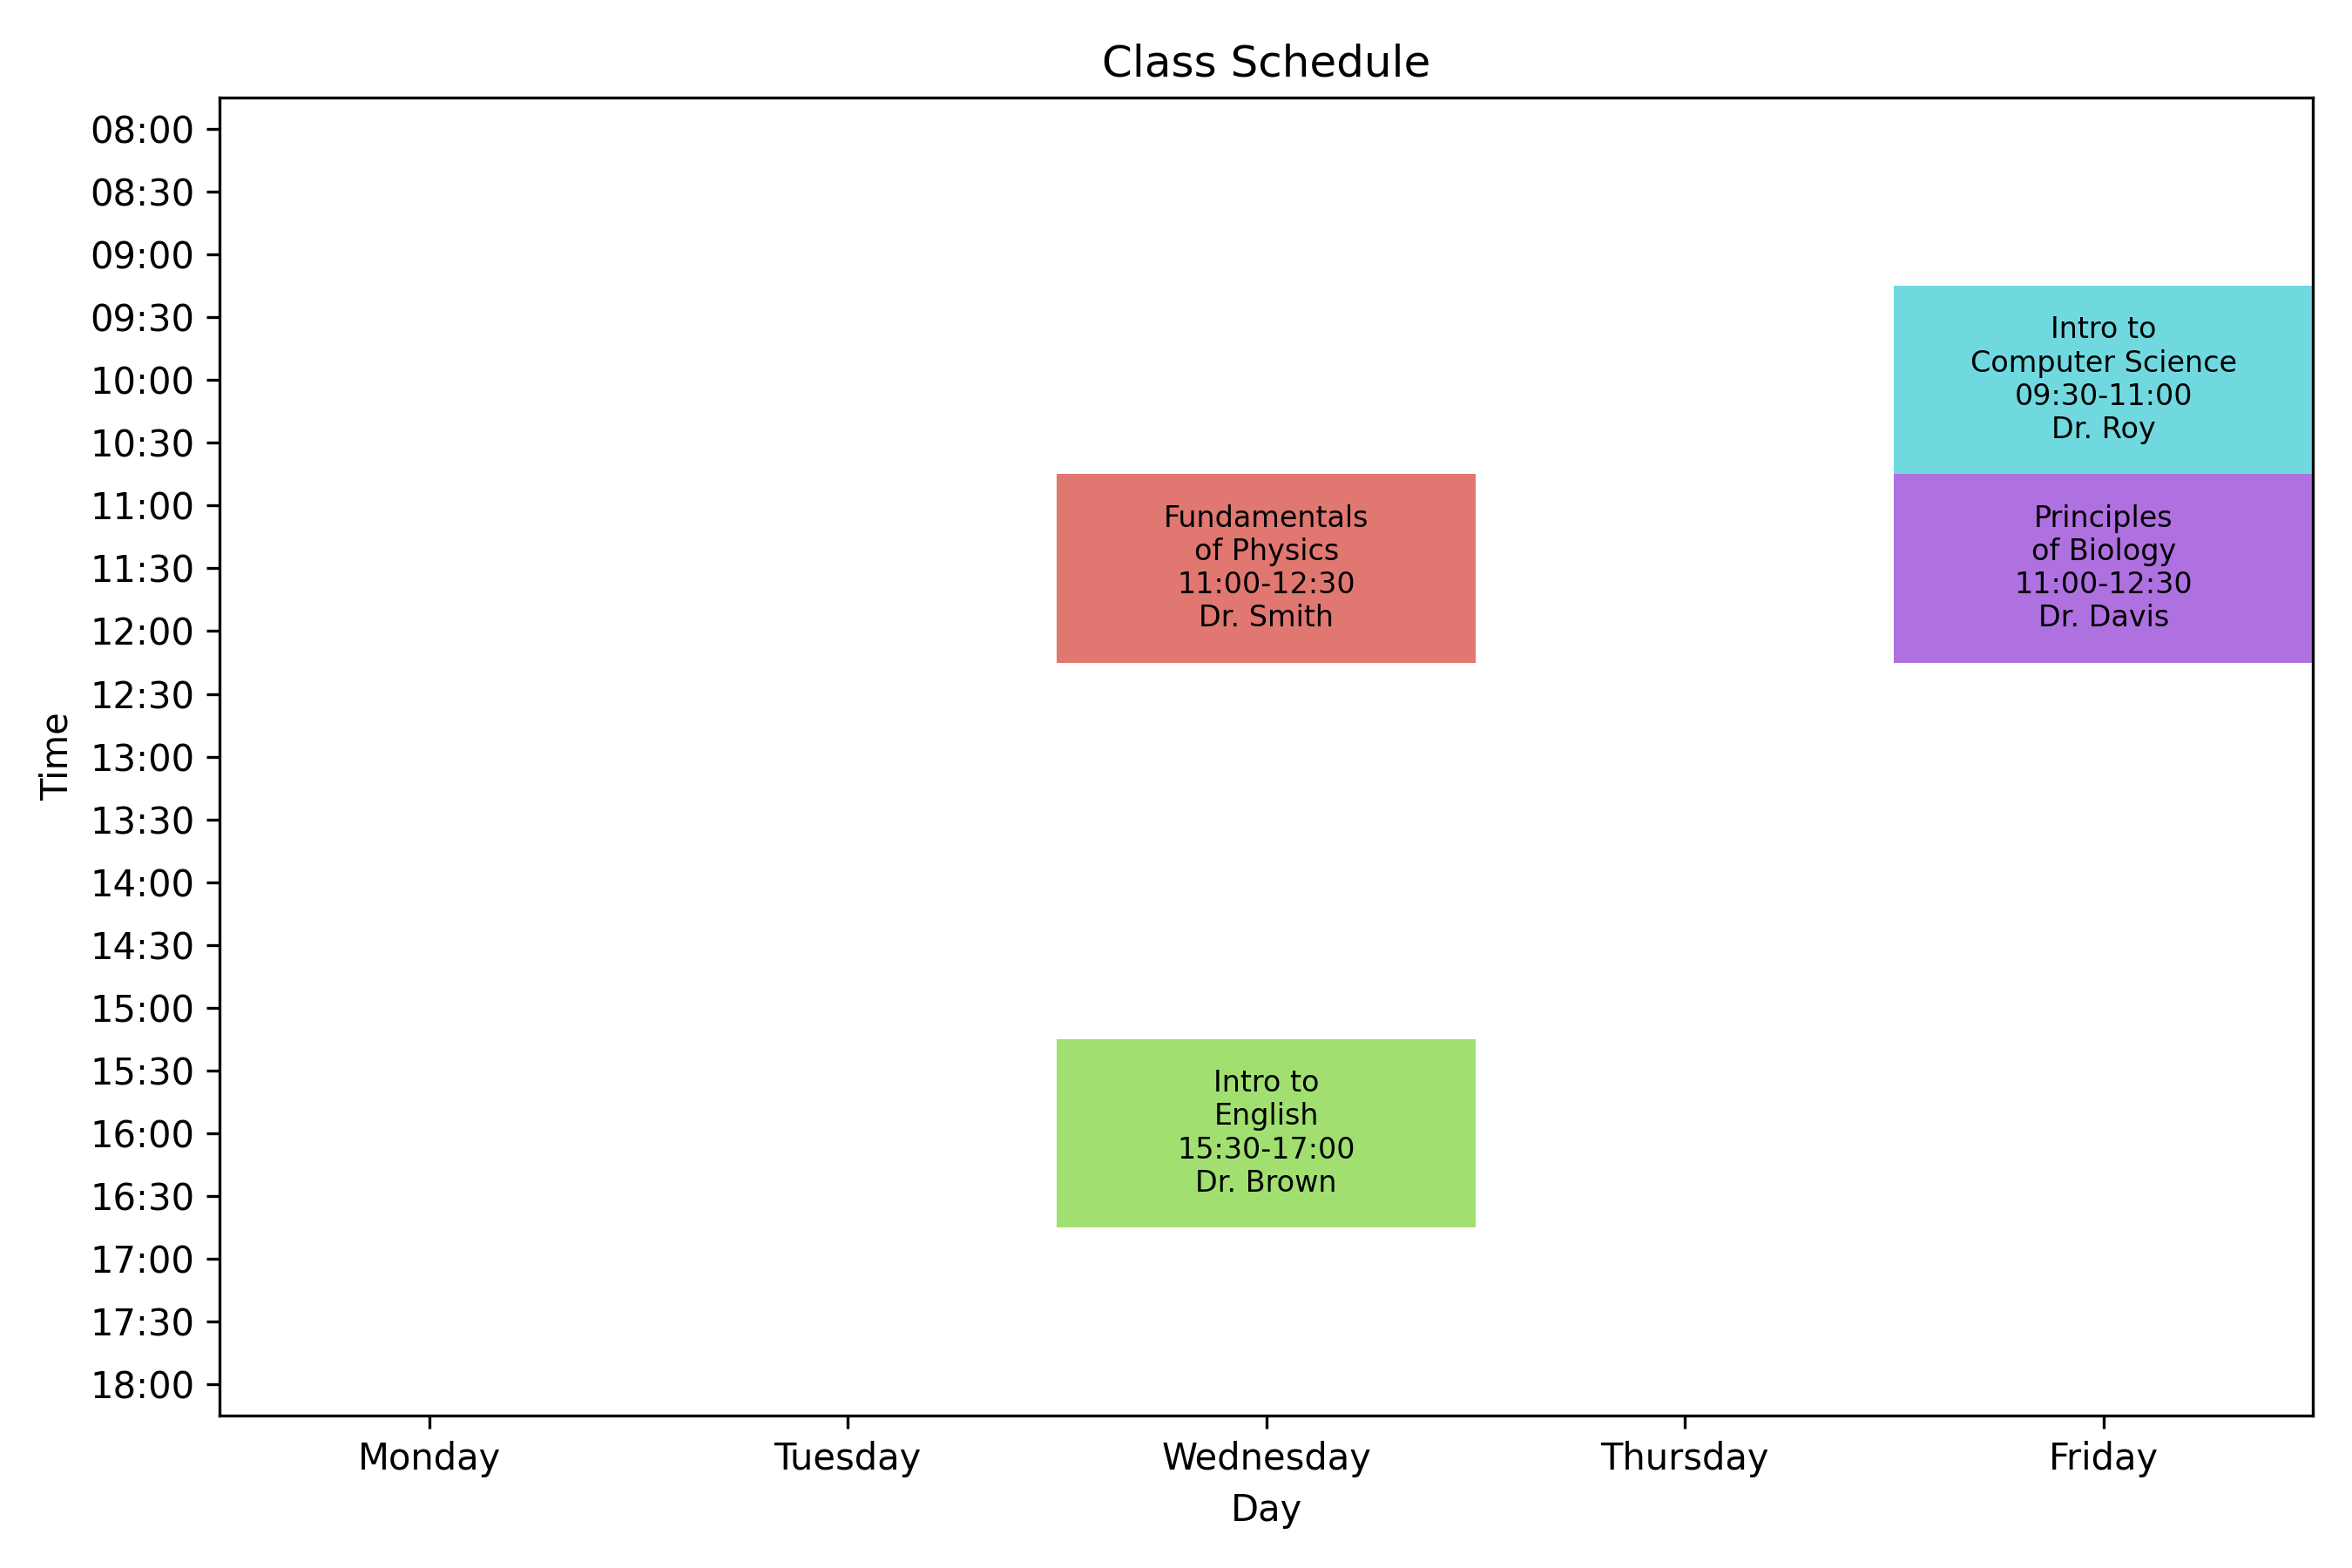 Class Schedule
Time
08:00
08:30
09:00
09:30
10:00
10:30
11:00
11:30
12:00
12:30
13:00
13:30
14:00
14:30
15:00
15:30
16:00
16:30
17:00
17:30
18:00
Fundamentals
of Physics
11:00-12:30
Dr. Smith
Intro to
English
15:30-17:00
Dr. Brown
Intro to
Computer Science
09:30-11:00
Dr. Roy
Principles
of Biology
11:00-12:30
Dr. Davis
Monday
Tuesday
Wednesday
Thursday
Friday
Day